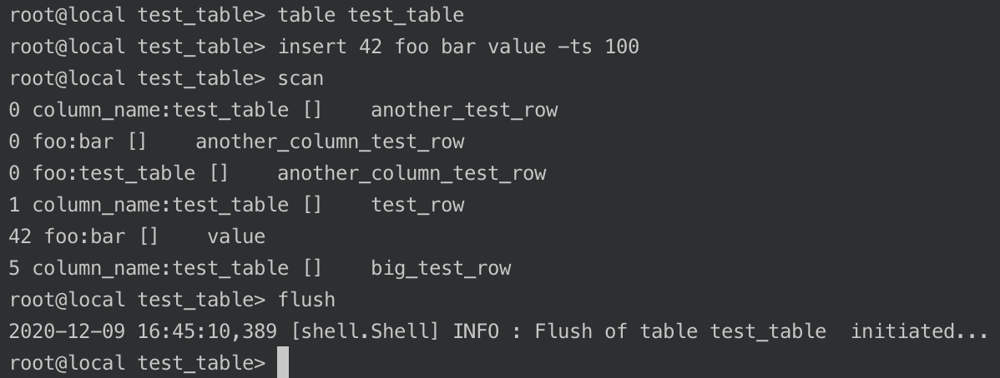 root@local test_table> table test_table
root@local test_table> insert 42 foo bar value -ts 100
root@local test_table> scan
0 column_name:test_table []    another_test_row
0 foo:bar []    another_column_test_row
0 foo:test_table []    another_column_test_row
1 column_name:test_table []    test_row
42 foo:bar []    value
5 column_name:test_table []    big_test_row
root@local test_table> flush
2020-12-09 16:45:10,389 [shell.Shell] INFO : Flush of table test_table  initiated...
root@local test_table>